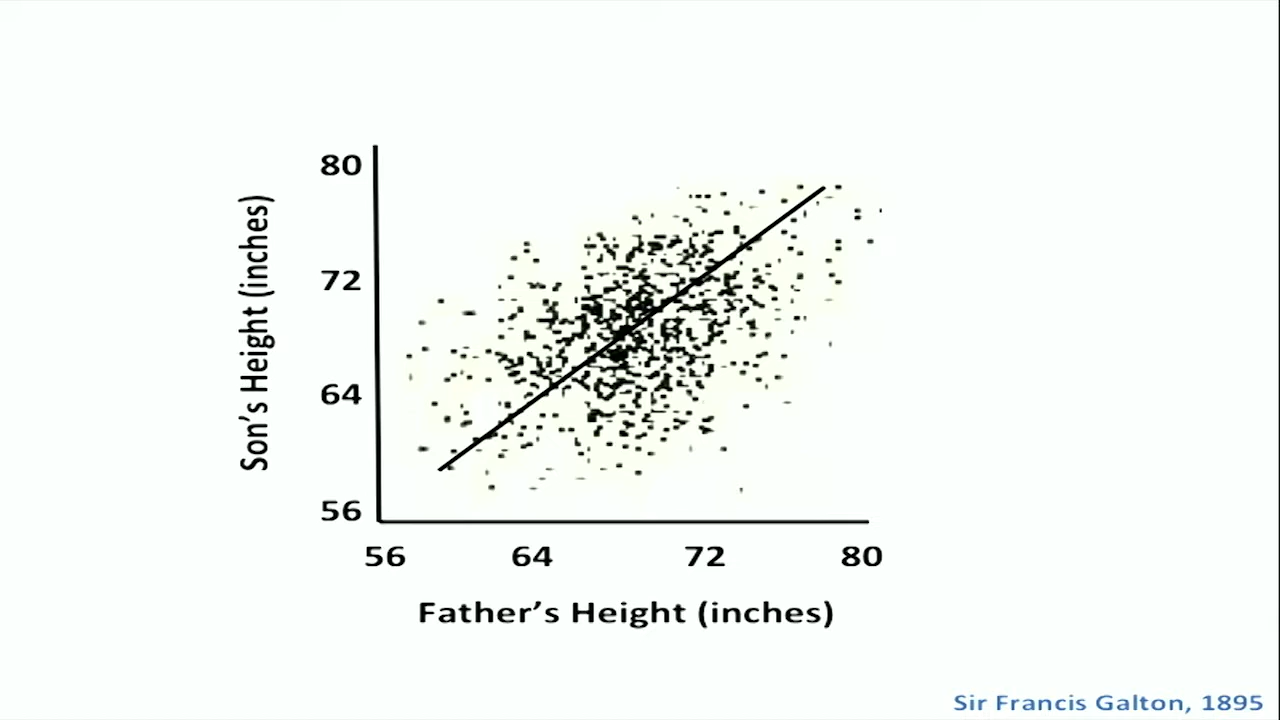 80
72
64
56
Son's Height (inches)
56 64 72 80
Father's Height (inches)
Sir Francis Galton, 1895